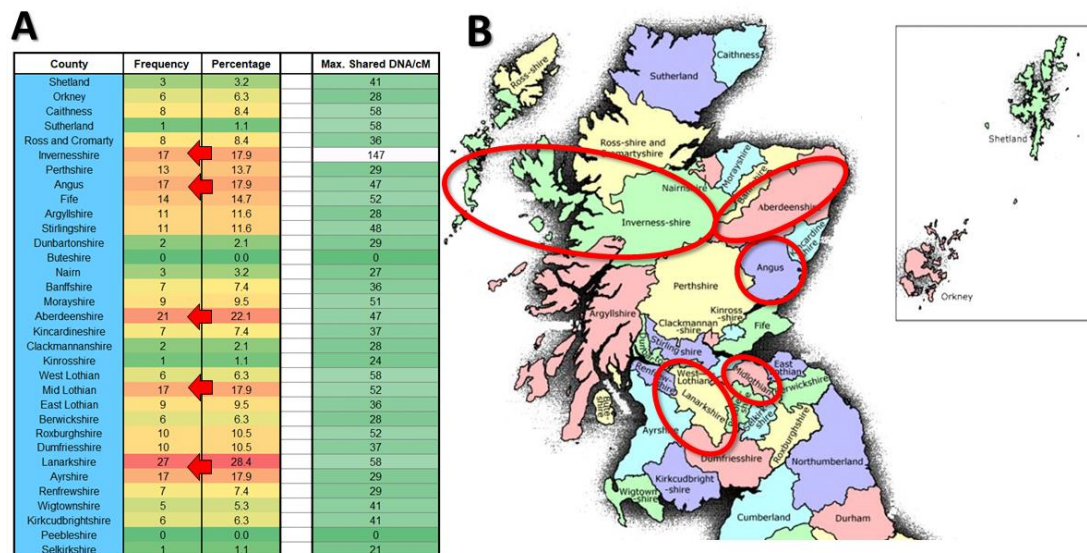 A
County Frequency Percentage Max. Shared DNA/cM
Shetland 3 3.2 41
Orkney 6 6.3 28
Caithness 8 8.4 58
Sutherland 1 1.1 58
Ross and Cromarty 8 8.4 36
Invernesshire 17 17.9 147
Perthshire 13 13.7 29
Angus 17 17.9 47
Fife 14 14.7 52
Argyllshire 11 11.6 28
Stirlingshire 11 11.6 48
Dunbartonshire 2 2.1 29
Buteshire 0 0.0 0
Nairn 3 3.2 27
Banffshire 7 7.4 36
Morayshire 9 9.5 51
Aberdeenshire 21 22.1 47
Kincardineshire 7 7.4 37
Clackmannanshire 2 2.1 28
Kinrosshire 1 1.1 24
West Lothian 6 6.3 58
Mid Lothian 17 17.9 52
East Lothian 9 9.5 36
Berwickshire 6 6.3 28
Roxburghshire 10 10.5 52
Dumfriesshire 10 10.5 37
Lanarkshire 27 28.4 58
Ayrshire 17 17.9 29
Renfrewshire 7 7.4 29
Wigtownshire 5 5.3 41
Kirkcudbrightshire 6 6.3 41
Peebleshire 0 0.0 0
Selkirkshire 1 1.1 21
B
Ross-shire
Caithness
Sutherland
Ross-shire and
Cromartyshire
Morayshire
Nairnshire
Aberdeenshire
Inverness-shire
Angus
Perthshire
Kinross
-shire
Clackmannan
-shire
Fife
Argyllshire
Stirling
shire
East
Lothian
Midlothian
West-
Lothian
Renfrew-
shire
Berwickshire
Lanarkshire
Bute-
shire
Ayrshire
Selkirk
shire
Roxburghshire
Dumfriesshire
Northumberland
Kirkcudbright
-shire
Wigtown
-shire
Cumberland
Durham
Shetland
Orkney